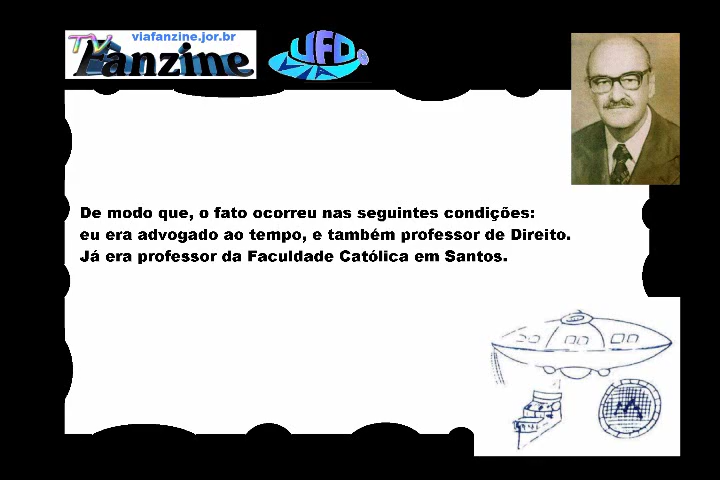 viafanzine.jor.br
TV Fanzine
UFO
VIA
De modo que, o fato ocorreu nas seguintes condições:
eu era advogado ao tempo, e também professor de Direito.
Já era professor da Faculdade Católica em Santos.